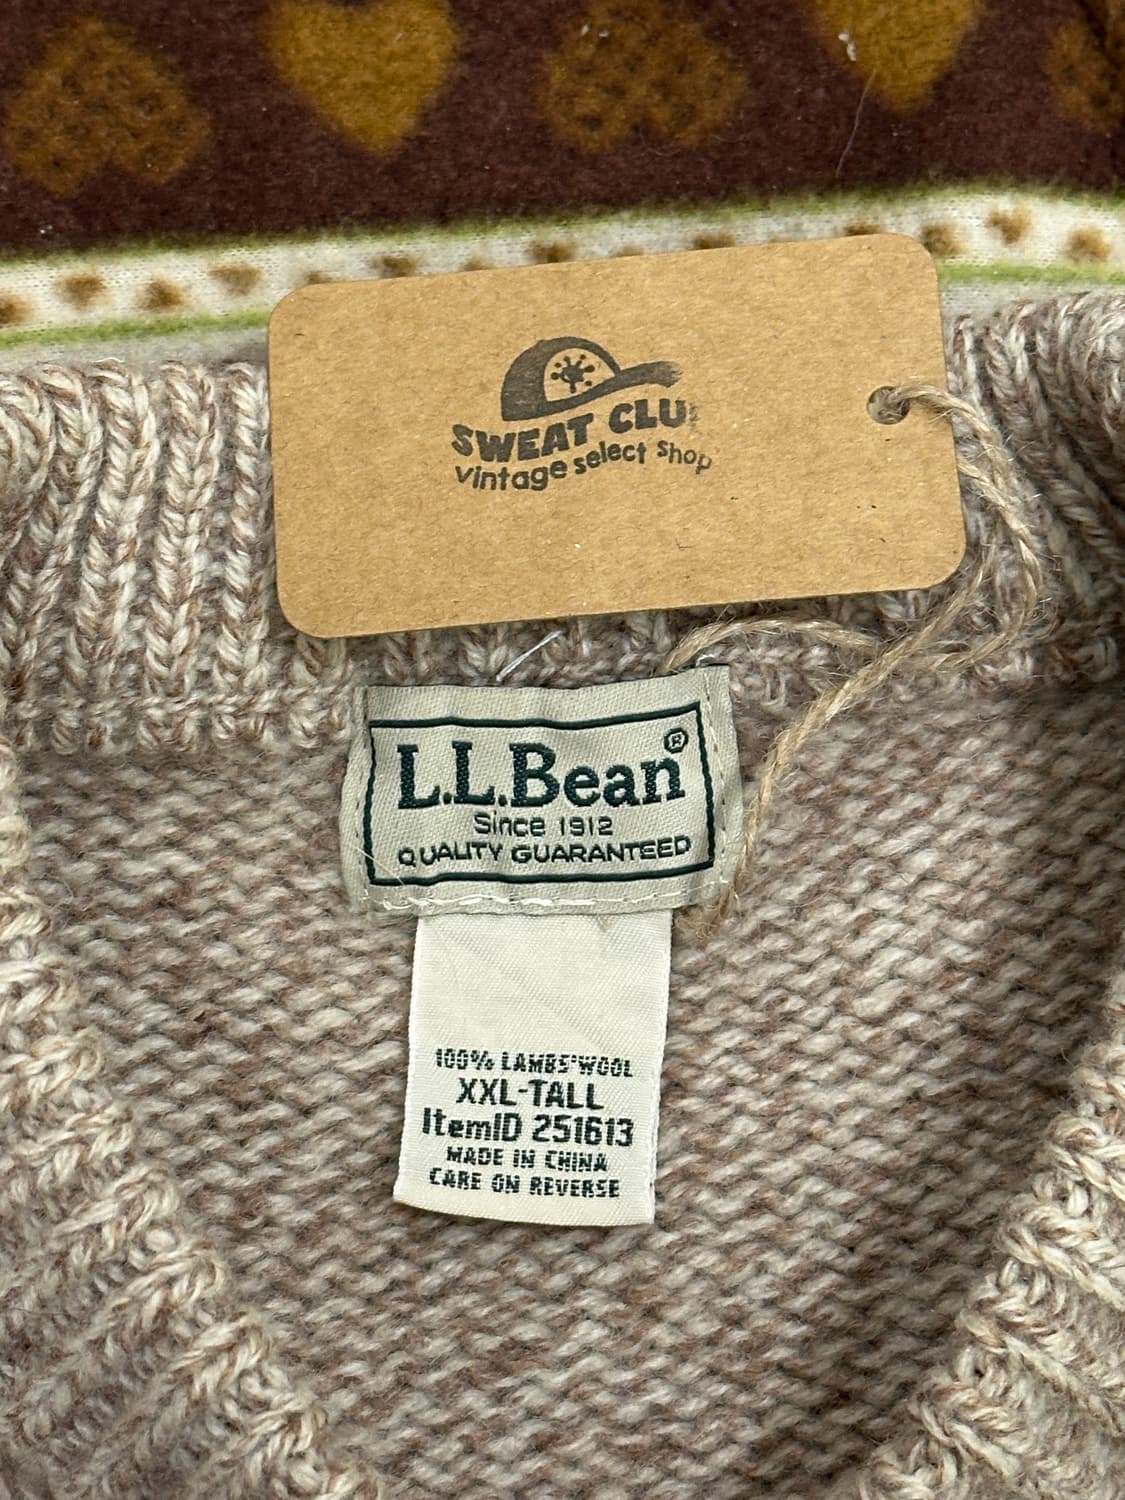 SWEAT CLUB
vintage select shop
L.L.Bean®
Since 1912
QUALITY GUARANTEED
100% LAMBS'WOOL
XXL-TALL
ItemID 251613
MADE IN CHINA
CARE ON REVERSE